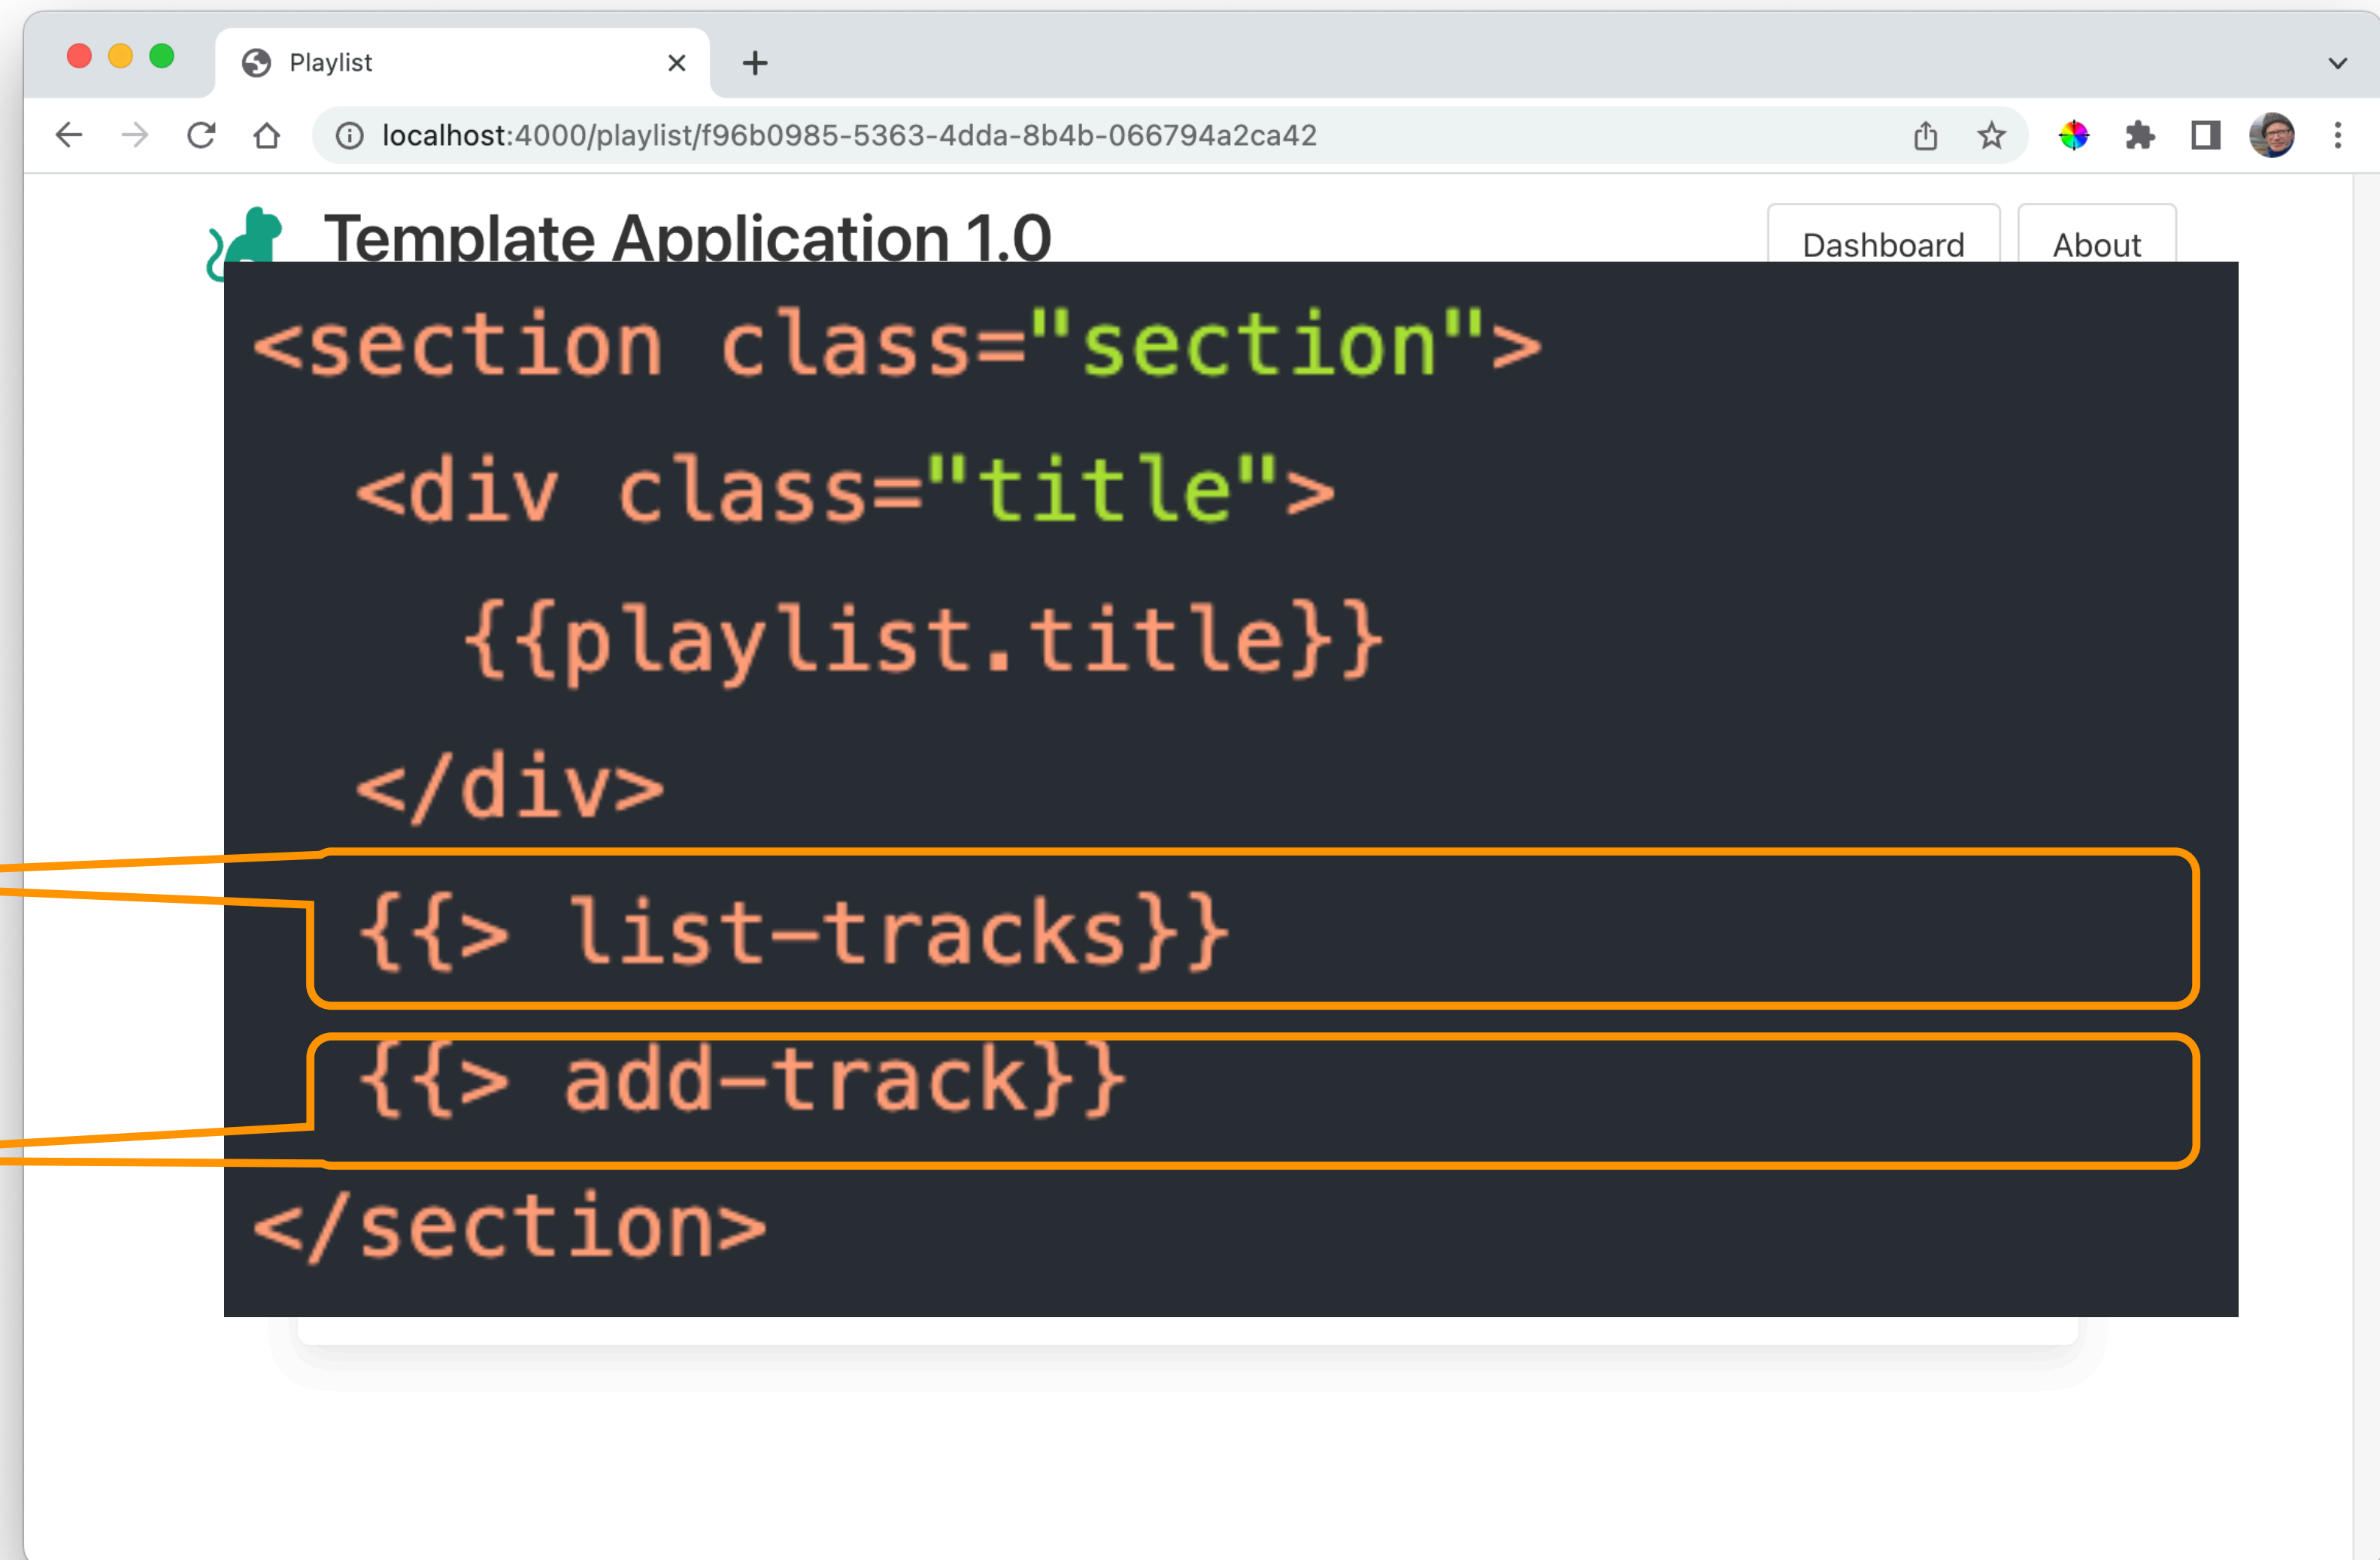 Playlist
localhost:4000/playlist/f96b0985-5363-4dda-8b4b-066794a2ca42
Template Application 1.0
Dashboard About
<section class="section">
<div class="title">
{{playlist.title}}
</div>
{{> list-tracks}}
{{> add-track}}
</section>